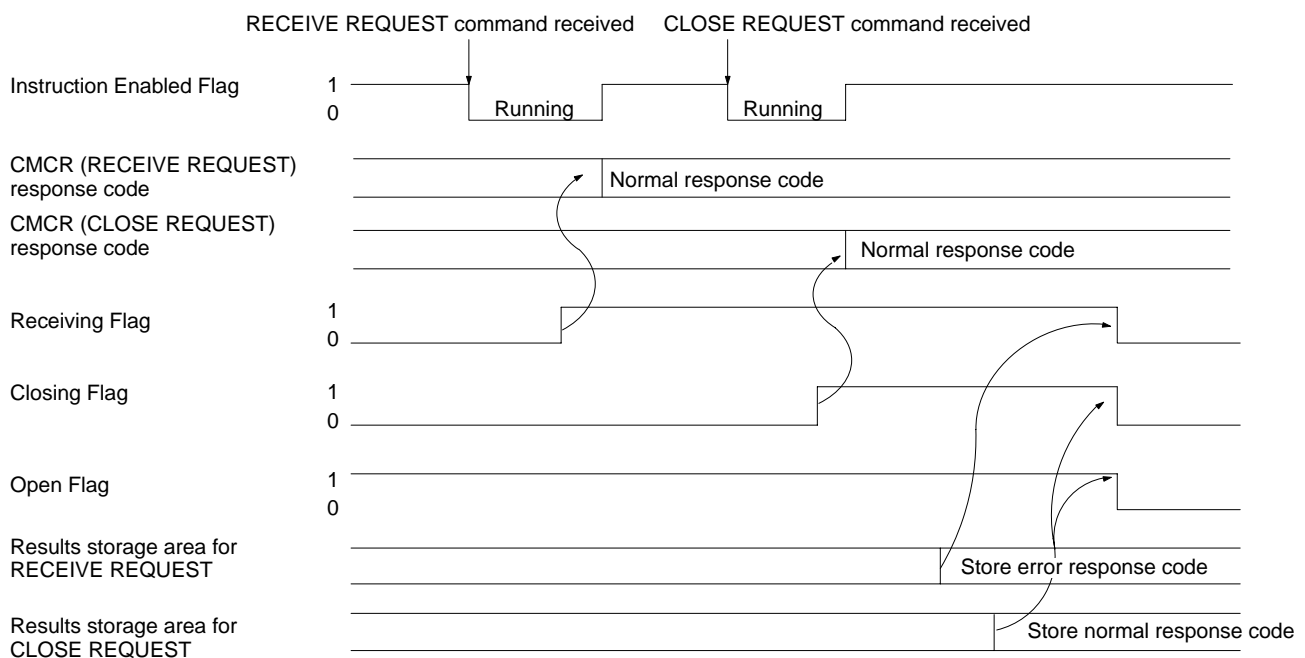 RECEIVE REQUEST command received CLOSE REQUEST command received
Instruction Enabled Flag 1
0 Running Running
CMCR (RECEIVE REQUEST)
response code Normal response code
CMCR (CLOSE REQUEST)
response code Normal response code
Receiving Flag 1
0
Closing Flag 1
0
Open Flag 1
0
Results storage area for
RECEIVE REQUEST Store error response code
Results storage area for
CLOSE REQUEST Store normal response code